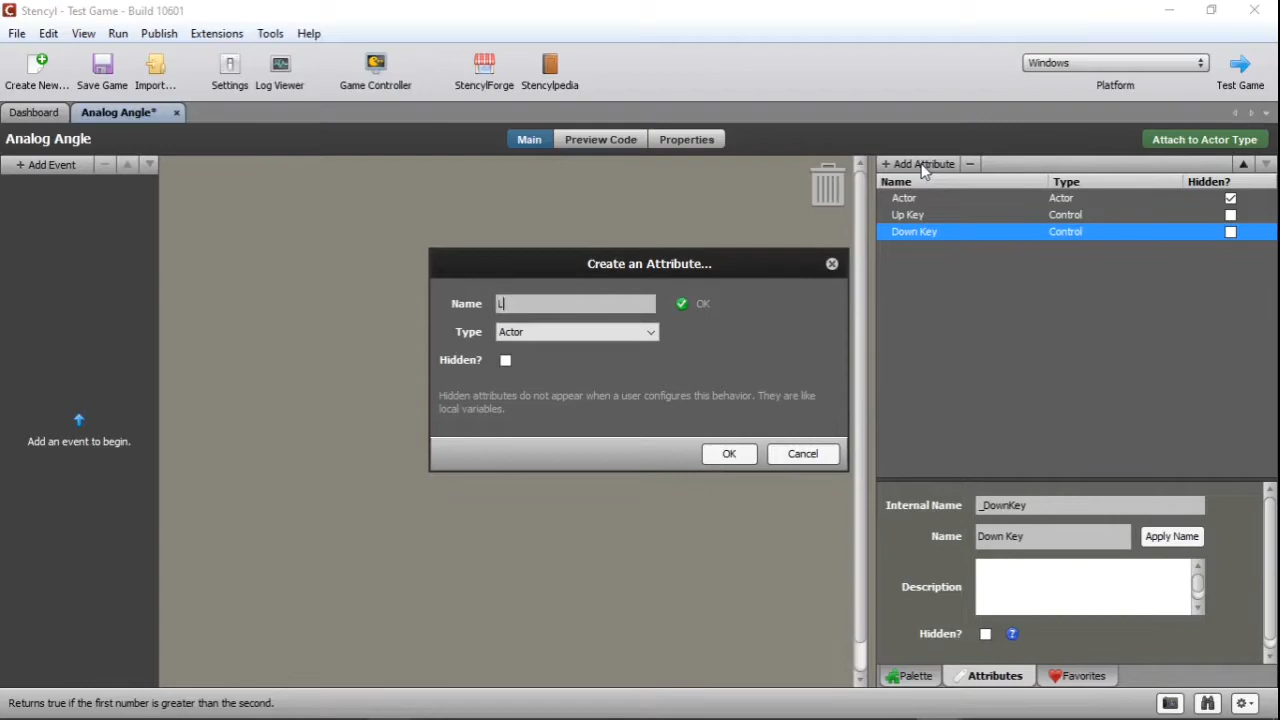 Stencyl - Test Game - Build 10601
File Edit View Run Publish Extensions Tools Help
Create New... Save Game Import... Settings Log Viewer Game Controller StencylForge Stencylpedia Windows Platform Test Game
Dashboard Analog Angle* ×
Analog Angle Main Preview Code Properties Attach to Actor Type
+ Add Event + Add Attribute
Name Type Hidden?
Actor Actor
Up Key Control
Down Key Control
Create an Attribute...
Name L OK
Type Actor
Hidden?
Hidden attributes do not appear when a user configures this behavior. They are like
local variables.
OK Cancel
Add an event to begin.
Internal Name _DownKey
Name Down Key Apply Name
Description
Hidden? ?
Palette Attributes Favorites
Returns true if the first number is greater than the second.